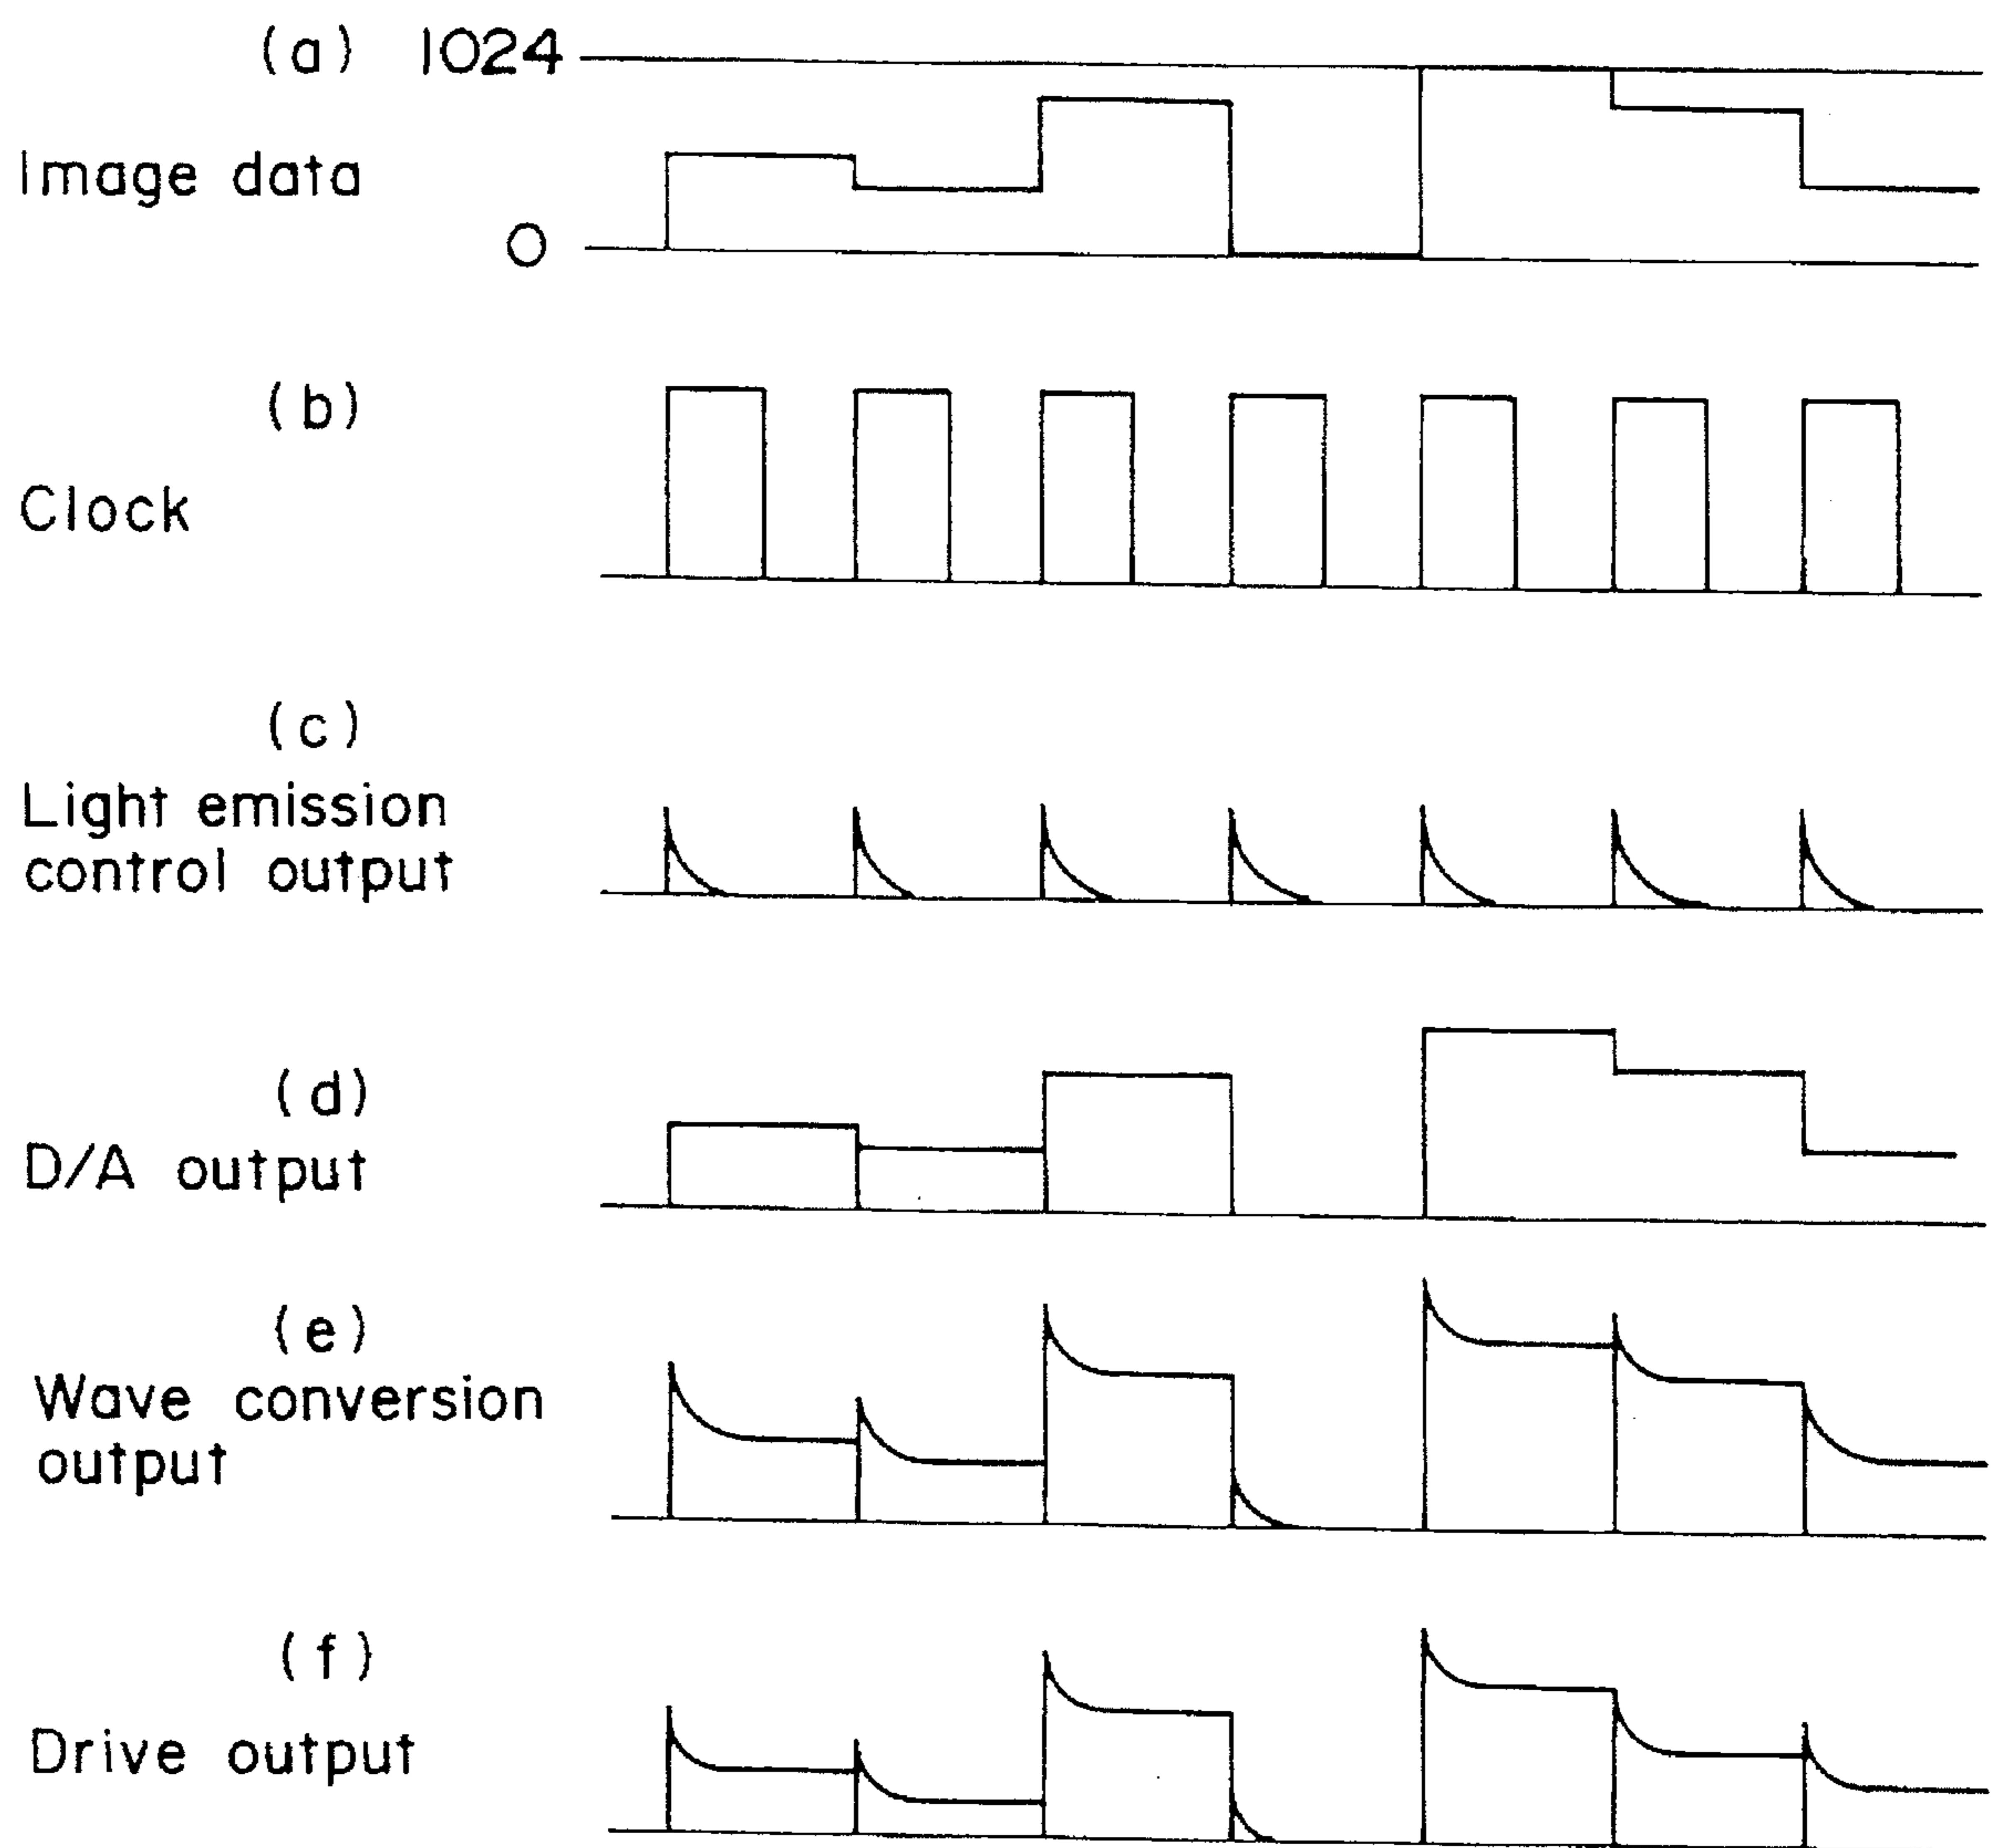 (a) 1024
Image data
0
(b)
Clock
(c)
Light emission
control output
(d)
D/A output
(e)
Wave conversion
output
(f)
Drive output